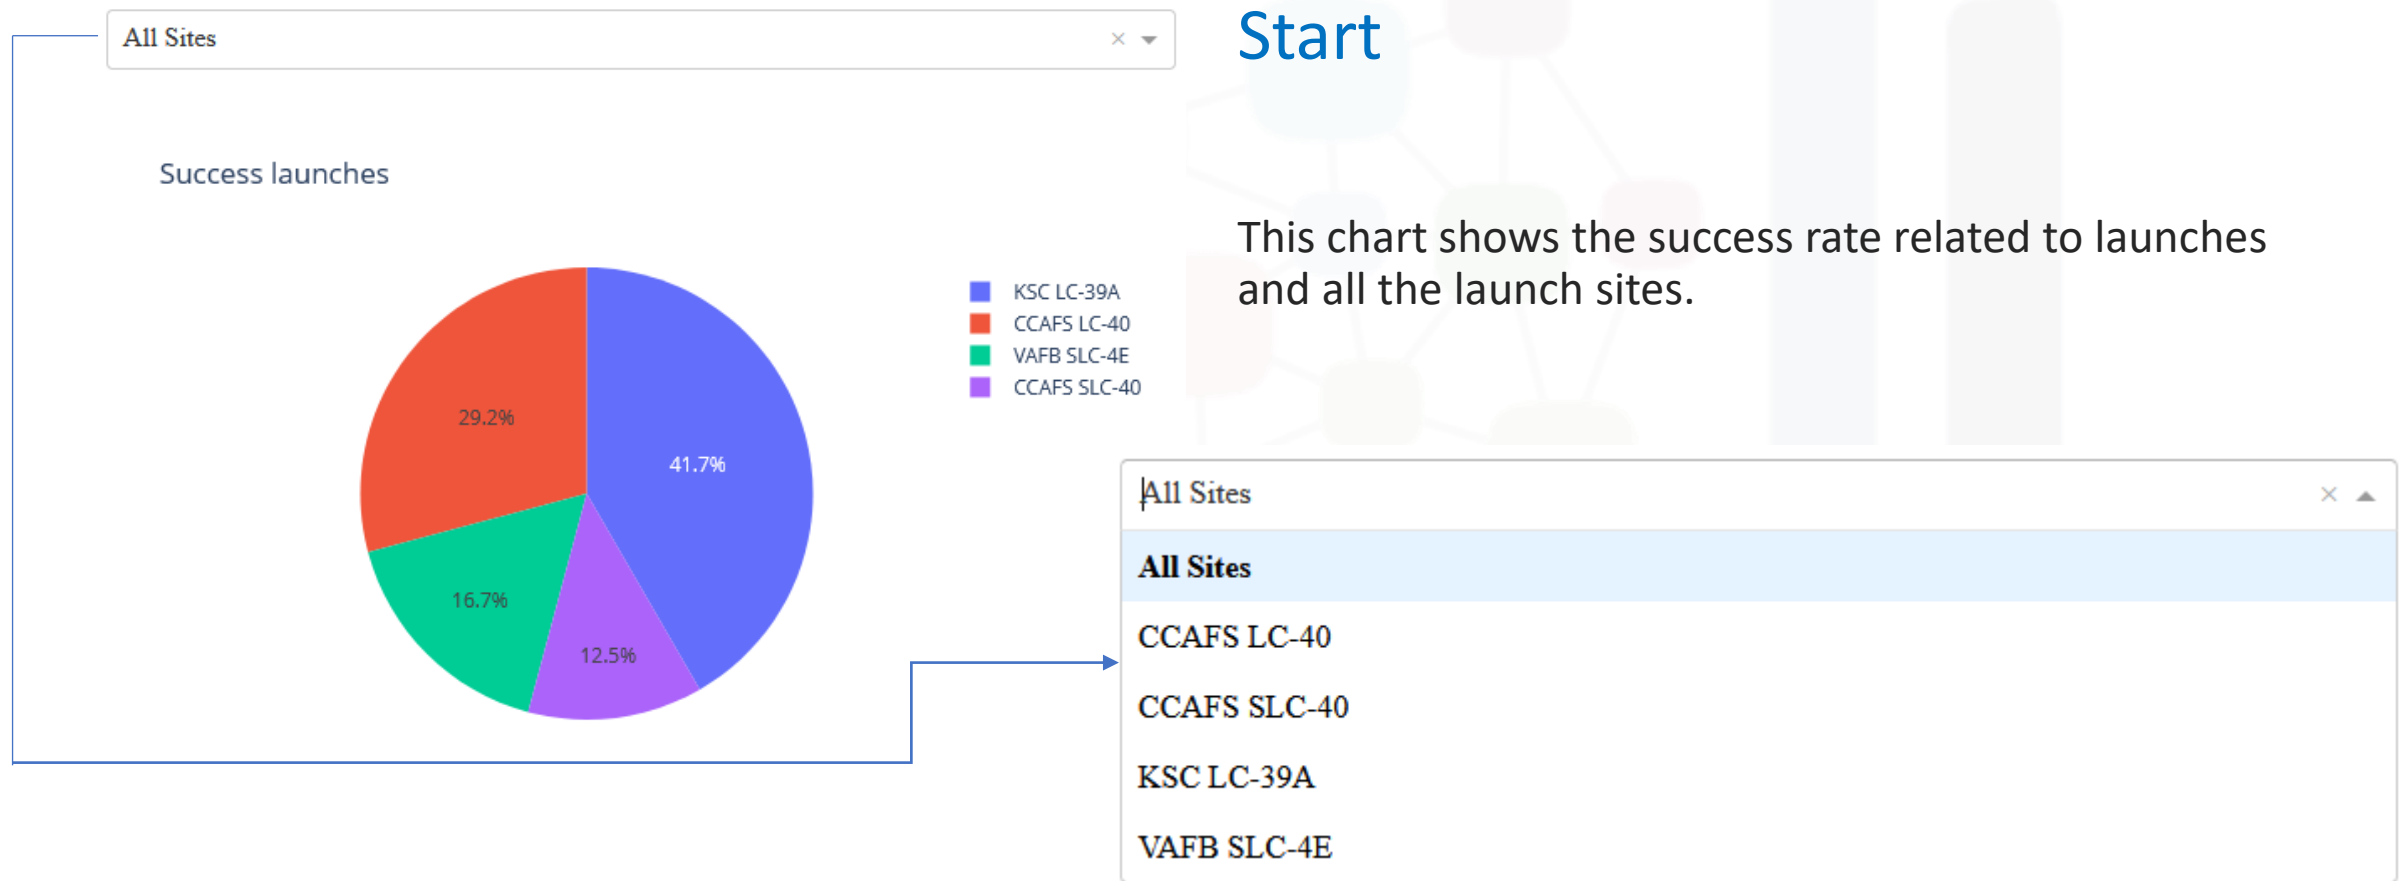 All Sites
Start
Success launches
This chart shows the success rate related to launches
and all the launch sites.
KSC LC-39A
CCAFS LC-40
VAFB SLC-4E
CCAFS SLC-40
29.2%
41.7%
16.7%
12.5%
All Sites
All Sites
CCAFS LC-40
CCAFS SLC-40
KSC LC-39A
VAFB SLC-4E